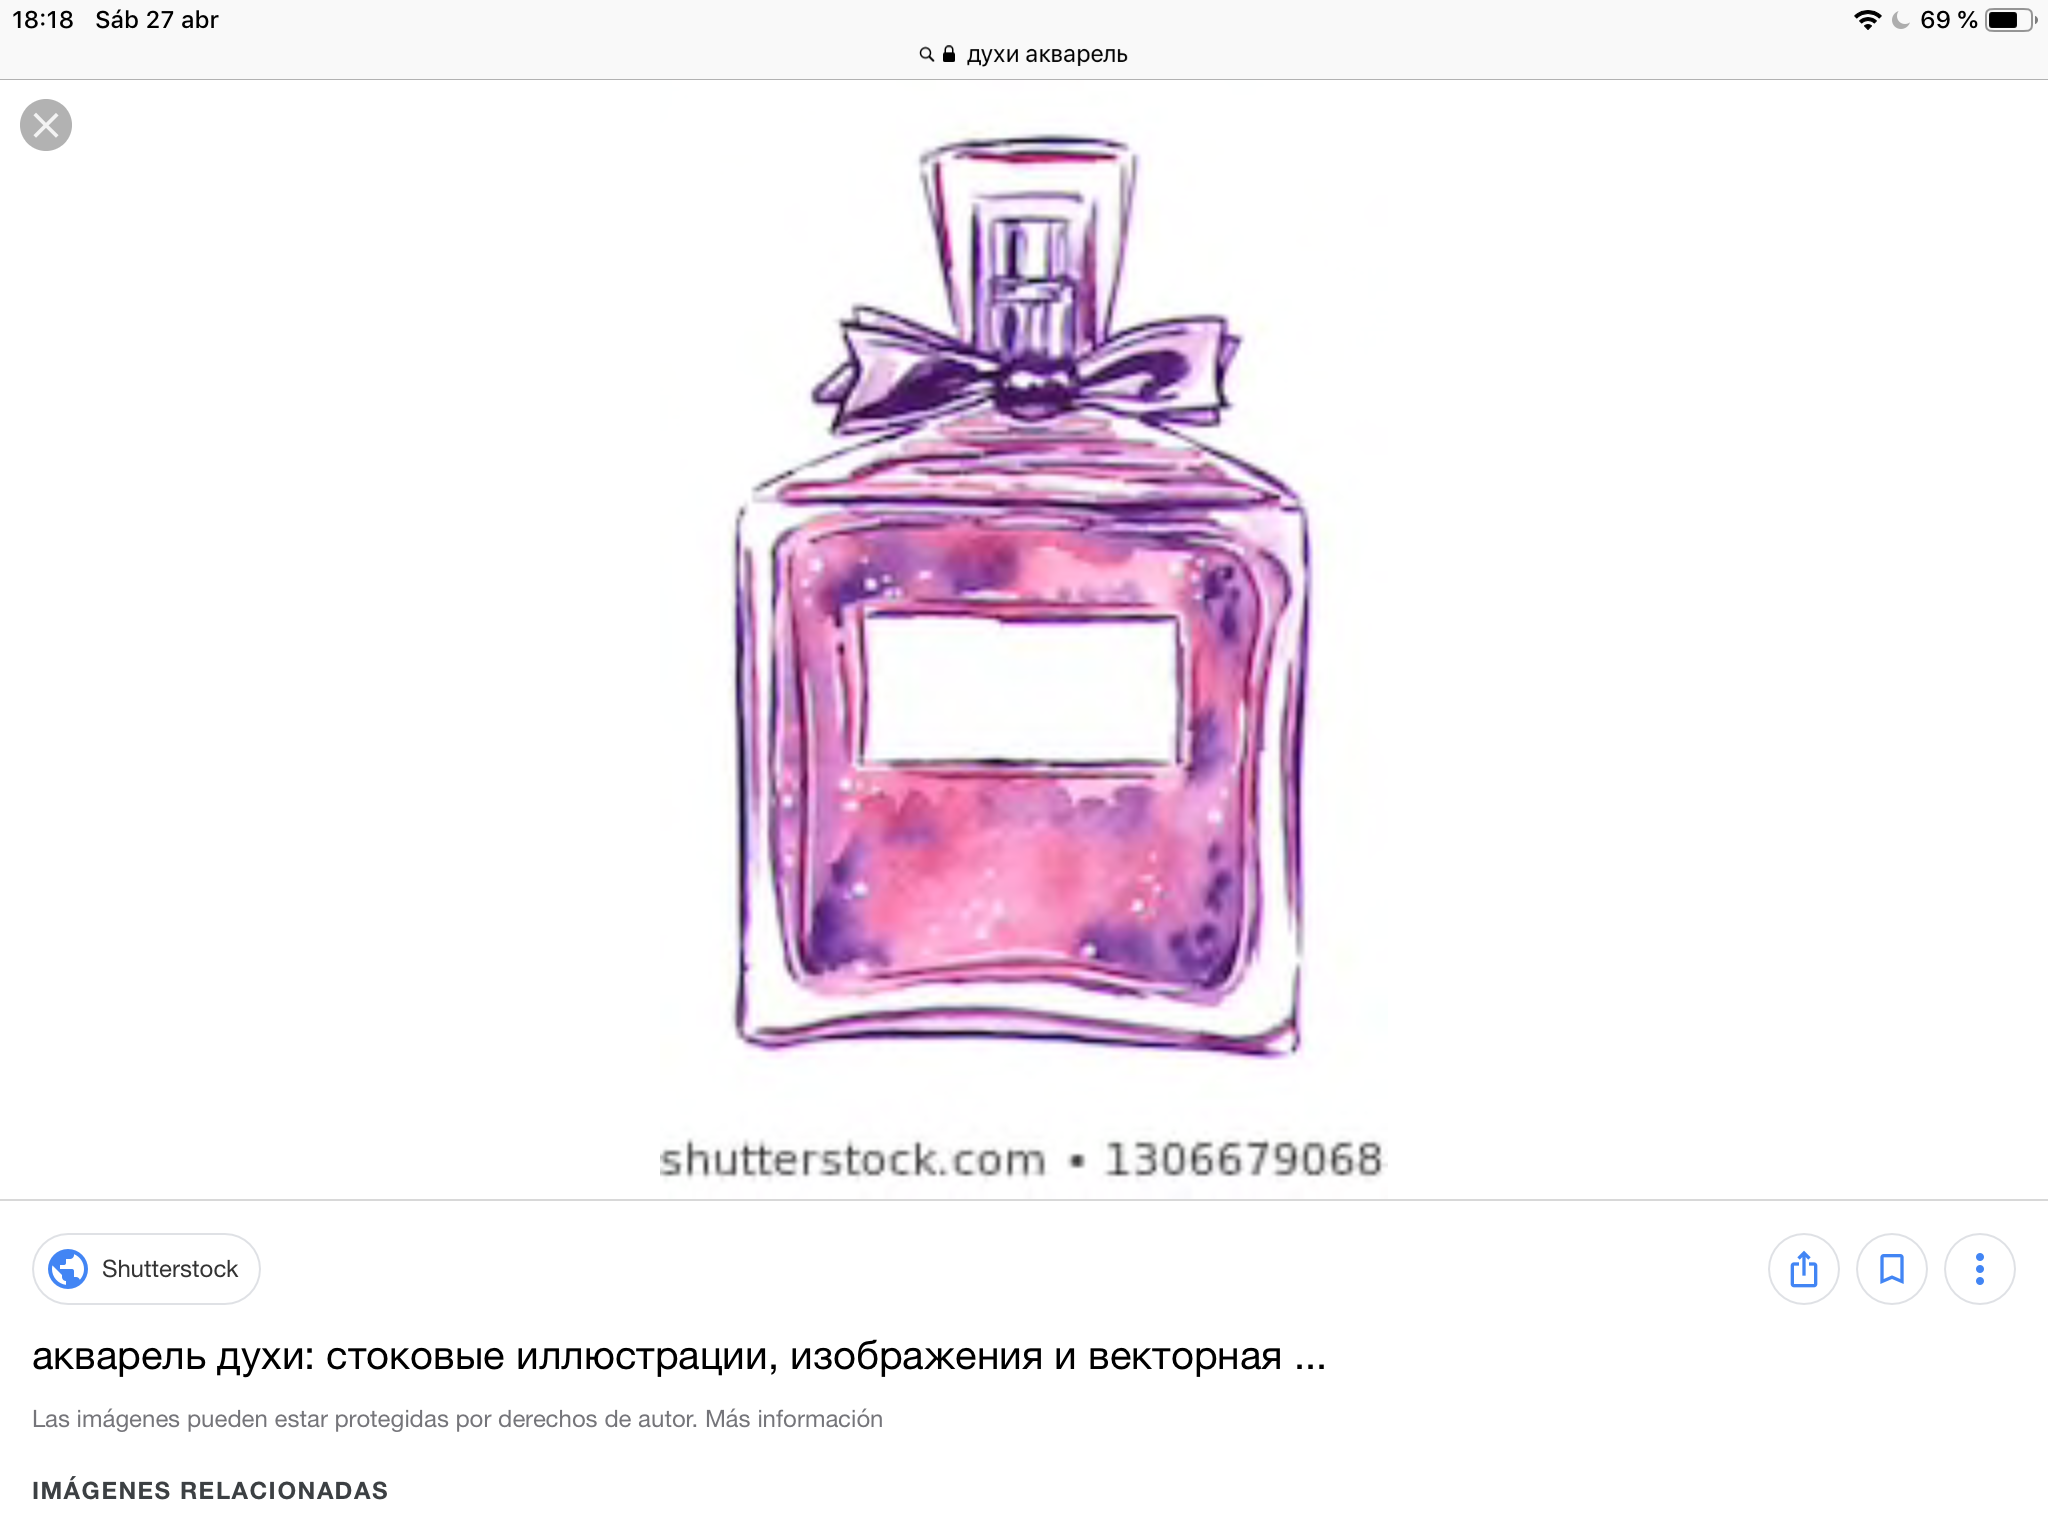 18:18 Sáb 27 abr
69 %
духи акварель
shutterstock.com • 1306679068
Shutterstock
акварель духи: стоковые иллюстрации, изображения и векторная ...
Las imágenes pueden estar protegidas por derechos de autor. Más información
IMÁGENES RELACIONADAS